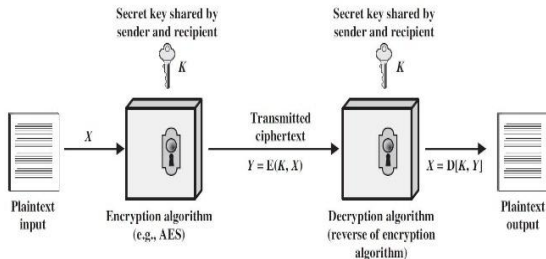 Secret key shared by
sender and recipient
K
Secret key shared by
sender and recipient
K
X
Transmitted
ciphertext
Y = E(K, X)
X = D[K, Y]
Plaintext
input
Encryption algorithm
(e.g., AES)
Decryption algorithm
(reverse of encryption
algorithm)
Plaintext
output